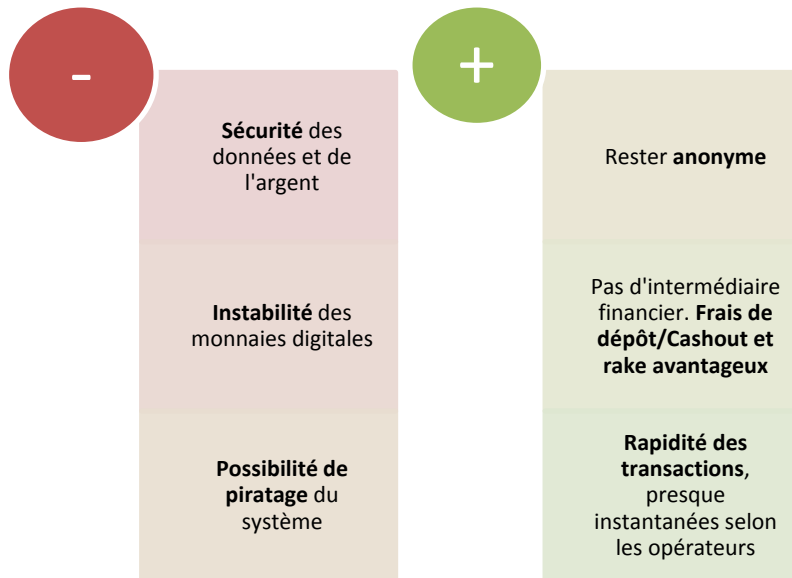 -
Sécurité des
données et de
l'argent
Instabilité des
monnaies digitales
Possibilité de
piratage du
système
+
Rester anonyme
Pas d'intermédiaire
financier. Frais de
dépôt/Cashout et
rake avantageux
Rapidité des
transactions,
presque
instantanées selon
les opérateurs